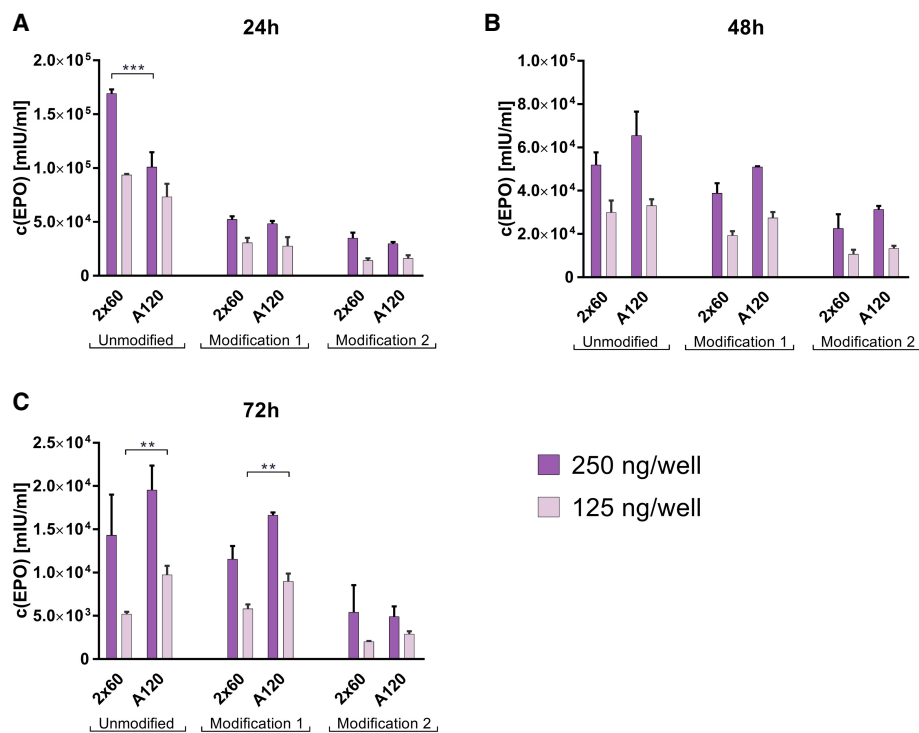 A
24h
c(EPO) [mIU/ml]
2.0×10⁵
1.5×10⁵
1.0×10⁵
5.0×10⁴
0
***
2x60
A120
2x60
A120
2x60
A120
Unmodified
Modification 1
Modification 2
B
48h
c(EPO) [mIU/ml]
1.0×10⁵
8.0×10⁴
6.0×10⁴
4.0×10⁴
2.0×10⁴
0
2x60
A120
2x60
A120
2x60
A120
Unmodified
Modification 1
Modification 2
C
72h
c(EPO) [mIU/ml]
2.5×10⁴
2.0×10⁴
1.5×10⁴
1.0×10⁴
5.0×10³
0
**
**
2x60
A120
2x60
A120
2x60
A120
Unmodified
Modification 1
Modification 2
250 ng/well
125 ng/well